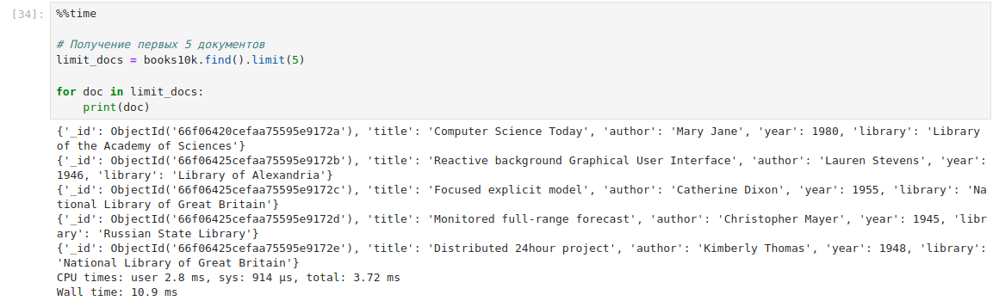 [34]: %%time
# Получение первых 5 документов
limit_docs = books10k.find().limit(5)
for doc in limit_docs:
    print(doc)
{'_id': ObjectId('66f06420cefaa75595e9172a'), 'title': 'Computer Science Today', 'author': 'Mary Jane', 'year': 1980, 'library': 'Library
of the Academy of Sciences'}
{'_id': ObjectId('66f06425cefaa75595e9172b'), 'title': 'Reactive background Graphical User Interface', 'author': 'Lauren Stevens', 'year':
1946, 'library': 'Library of Alexandria'}
{'_id': ObjectId('66f06425cefaa75595e9172c'), 'title': 'Focused explicit model', 'author': 'Catherine Dixon', 'year': 1955, 'library': 'Na
tional Library of Great Britain'}
{'_id': ObjectId('66f06425cefaa75595e9172d'), 'title': 'Monitored full-range forecast', 'author': 'Christopher Mayer', 'year': 1945, 'libr
ary': 'Russian State Library'}
{'_id': ObjectId('66f06425cefaa75595e9172e'), 'title': 'Distributed 24hour project', 'author': 'Kimberly Thomas', 'year': 1948, 'library':
'National Library of Great Britain'}
CPU times: user 2.8 ms, sys: 914 µs, total: 3.72 ms
Wall time: 10.9 ms